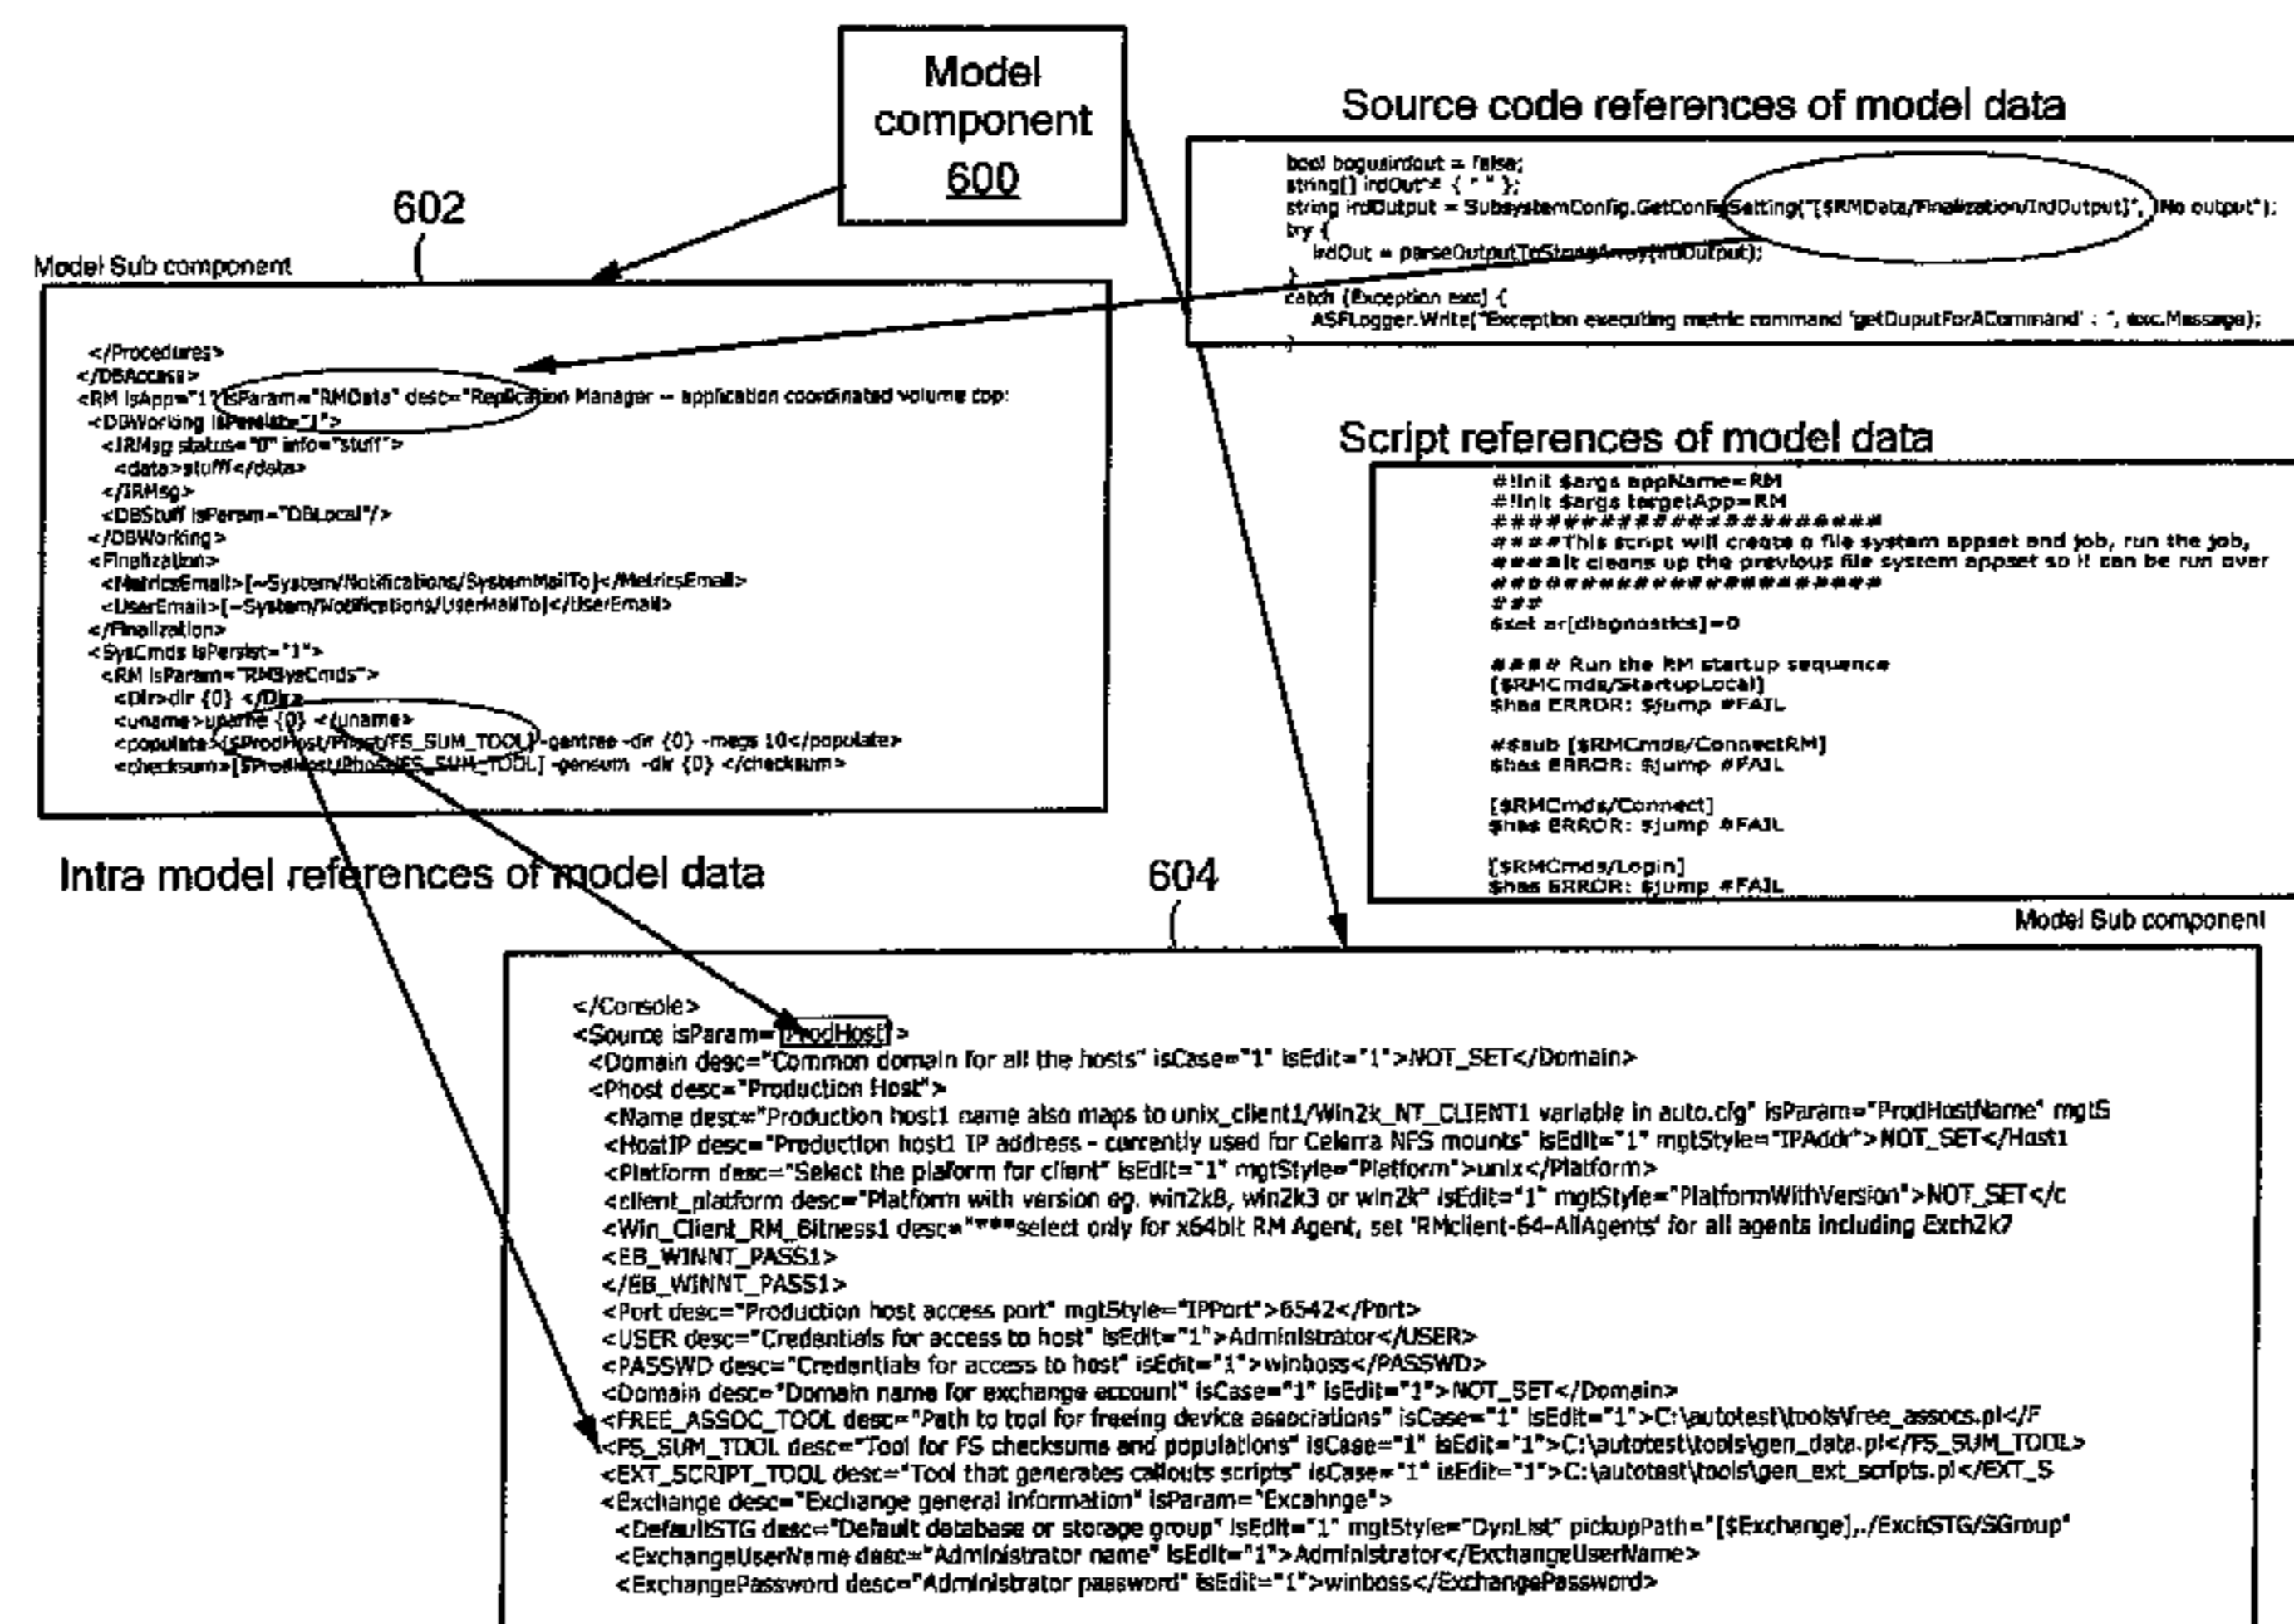 Model
component
600
Source code references of model data
bool bogusirdout = false;
string[] irdOut = { " " };
string irdOutput = SubsystemConfig.GetConfigSetting("[$RMData/Finalization/IrdOutput]", "No output");
try {
irdOut = parseOutputToStringArray(irdOutput);
}
catch (Exception exc) {
ASFLogger.Write("Exception executing metric command 'getOuputForACommand' : ", exc.Message);
}
602
Model Sub component
</Procedures>
</DBAccess>
<RM isApp="1" isParam="RMData" desc="Replication Manager -- application coordinated volume cop:
<DBWorking isPersist="1">
<IRMsg status="0" info="stuff">
<data>stufff</data>
</IRMsg>
<DBStuff isParam="DBLocal"/>
</DBWorking>
<Finalization>
<MetricsEmail>[~System/Notifications/SystemMailTo]</MetricsEmail>
<UserEmail>[~System/Notifications/UserMailTo]</UserEmail>
</Finalization>
<SysCmds isPersist="1">
<RM isParam="RMSysCmds">
<Dir>dir {0} </Dir>
<uname>uname {0} </uname>
<populate>[$ProdHost/Phost/FS_SUM_TOOL] -gentree -dir {0} -megs 10</populate>
<checksum>[$ProdHost/Phost/FS_SUM_TOOL] -gensum -dir {0} </checksum>
Intra model references of model data
Script references of model data
#!Init $args appName=RM
#!Init $args targetApp=RM
######################
####This script will create a file system appset and job, run the job,
####It cleans up the previous file system appset so it can be run over
######################
###
$set ar[diagnostics]=0
#### Run the RM startup sequence
[$RMCmds/StartupLocal]
$has ERROR: $jump #FAIL
#$sub [$RMCmds/ConnectRM]
$has ERROR: $jump #FAIL
[$RMCmds/Connect]
$has ERROR: $jump #FAIL
[$RMCmds/Login]
$has ERROR: $jump #FAIL
604
Model Sub component
</Console>
<Source isParam="ProdHost">
<Domain desc="Common domain for all the hosts" isCase="1" isEdit="1">NOT_SET</Domain>
<Phost desc="Production Host">
<Name desc="Production host1 name also maps to unix_client1/Win2k_NT_CLIENT1 variable in auto.cfg" isParam="ProdHostName" mgtS
<HostIP desc="Production host1 IP address - currently used for Celerra NFS mounts" isEdit="1" mgtStyle="IPAddr">NOT_SET</Host1
<Platform desc="Select the plaform for client" isEdit="1" mgtStyle="Platform">unix</Platform>
<client_platform desc="Platform with version eg. win2k8, win2k3 or win2k" isEdit="1" mgtStyle="PlatformWithVersion">NOT_SET</c
<Win_Client_RM_Bitness1 desc="***select only for x64bit RM Agent, set 'RMclient-64-AllAgents' for all agents including Exch2k7
<EB_WINNT_PASS1>
</EB_WINNT_PASS1>
<Port desc="Production host access port" mgtStyle="IPPort">6542</Port>
<USER desc="Credentials for access to host" isEdit="1">Administrator</USER>
<PASSWD desc="Credentials for access to host" isEdit="1">winboss</PASSWD>
<Domain desc="Domain name for exchange account" isCase="1" isEdit="1">NOT_SET</Domain>
<FREE_ASSOC_TOOL desc="Path to tool for freeing device associations" isCase="1" isEdit="1">C:\autotest\tools\free_assocs.pl</F
<FS_SUM_TOOL desc="Tool for FS checksums and populations" isCase="1" isEdit="1">C:\autotest\tools\gen_data.pl</FS_SUM_TOOL>
<EXT_SCRIPT_TOOL desc="Tool that generates callouts scripts" isCase="1" isEdit="1">C:\autotest\tools\gen_ext_scripts.pl</EXT_S
<Exchange desc="Exchange general information" isParam="Excahnge">
<DefaultSTG desc="Default database or storage group" isEdit="1" mgtStyle="DynList" pickupPath="[$Exchange],./ExchSTG/SGroup"
<ExchangeUserName desc="Administrator name" isEdit="1">Administrator</ExchangeUserName>
<ExchangePassword desc="Administrator password" isEdit="1">winboss</ExchangePassword>